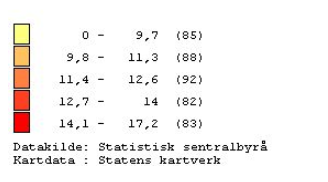 0 - 9,7 (85)
9,8 - 11,3 (88)
11,4 - 12,6 (92)
12,7 - 14 (82)
14,1 - 17,2 (83)
Datakilde: Statistisk sentralbyrå
Kartdata : Statens kartverk